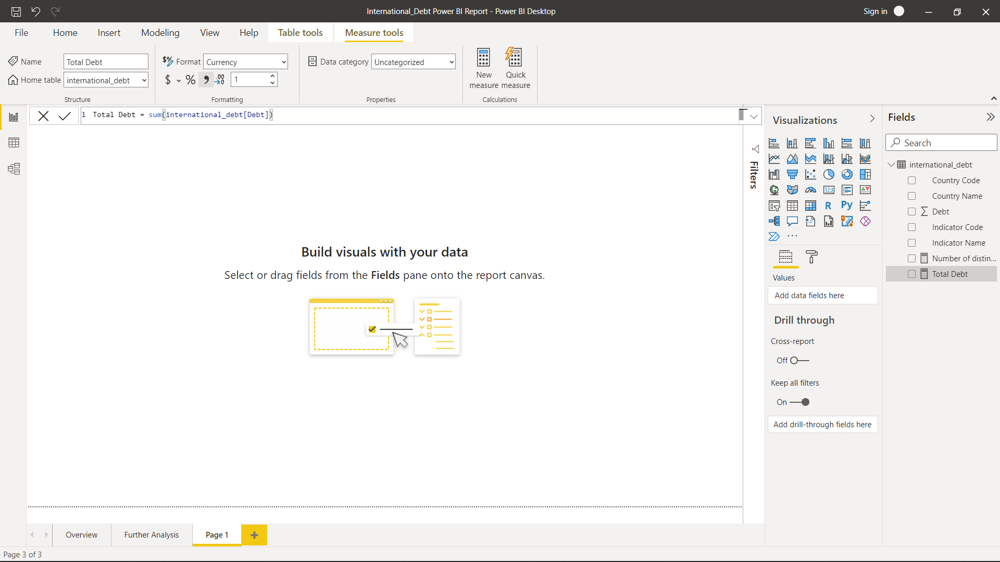 International_Debt Power BI Report - Power BI Desktop
Sign in
File
Home
Insert
Modeling
View
Help
Table tools
Measure tools
Name
Total Debt
Home table
international_debt
Structure
$% Format
Currency
$
%
,
.00
0
1
Formatting
Data category
Uncategorized
Properties
New measure
Quick measure
Calculations
1 Total Debt = sum(international_debt[Debt])
Build visuals with your data
Select or drag fields from the Fields pane onto the report canvas.
Filters
Visualizations
123
R
Py
...
Values
Add data fields here
Drill through
Cross-report
Off
Keep all filters
On
Add drill-through fields here
Fields
Search
international_debt
Country Code
Country Name
Debt
Indicator Code
Indicator Name
Number of distin...
Total Debt
Overview
Further Analysis
Page 1
Page 3 of 3